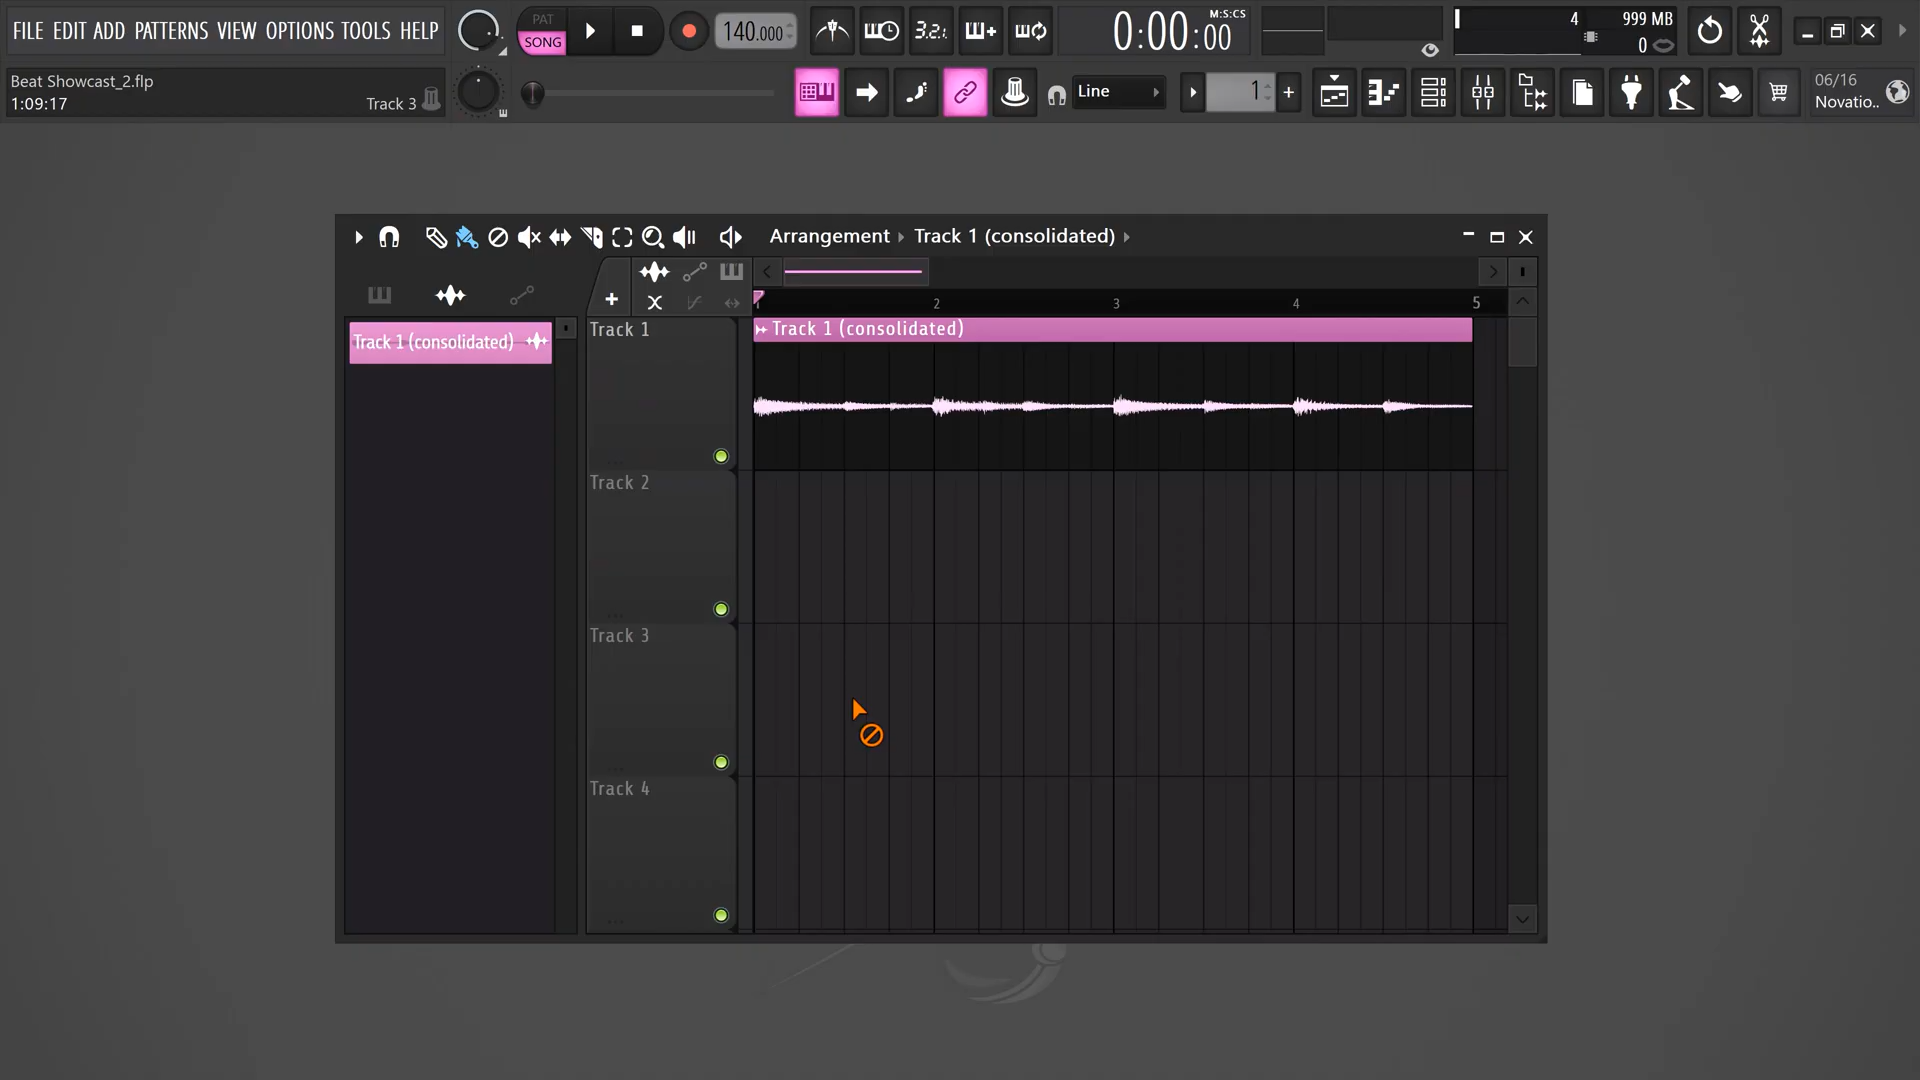 FILE EDIT ADD PATTERNS VIEW OPTIONS TOOLS HELP
PAT
SONG
140.000
3.2.
0:00:00
M:S:CS
4
999 MB
0
Beat Showcast_2.flp
1:09:17
Track 3
Line
1
06/16
Novatio..
Arrangement
Track 1 (consolidated)
Track 1 (consolidated)
2
3
4
5
Track 1
Track 1 (consolidated)
Track 2
Track 3
Track 4